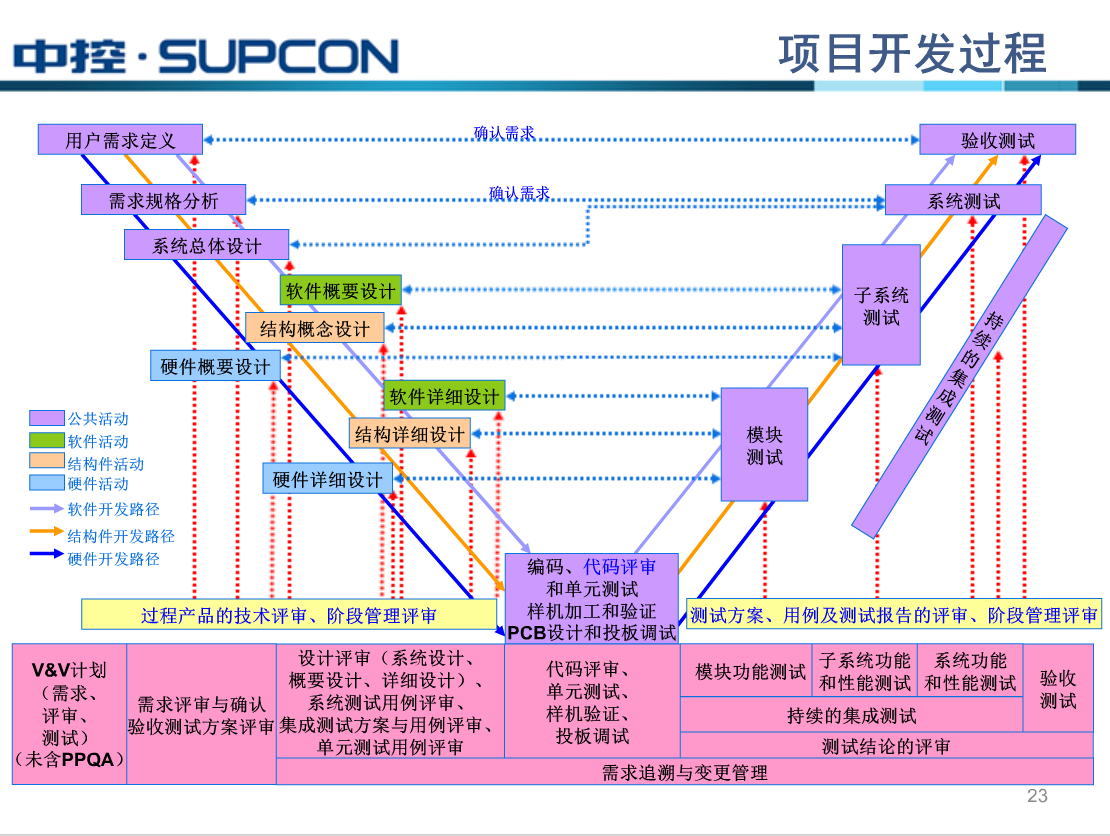 中控·SUPCON
项目开发过程
用户需求定义
确认需求
验收测试
需求规格分析
确认需求
系统测试
系统总体设计
软件概要设计
子系统
测试
结构概念设计
硬件概要设计
持续的集成测试
软件详细设计
结构详细设计
模块
测试
硬件详细设计
公共活动
软件活动
结构件活动
硬件活动
软件开发路径
结构件开发路径
硬件开发路径
编码、代码评审
和单元测试
样机加工和验证
PCB设计和投板调试
过程产品的技术评审、阶段管理评审
测试方案、用例及测试报告的评审、阶段管理评审
V&V计划
（需求、
评审、
测试）
（未含PPQA）
需求评审与确认
验收测试方案评审
设计评审（系统设计、
概要设计、详细设计）、
系统测试用例评审、
集成测试方案与用例评审、
单元测试用例评审
代码评审、
单元测试、
样机验证、
投板调试
模块功能测试
子系统功能
和性能测试
系统功能
和性能测试
验收
测试
持续的集成测试
测试结论的评审
需求追溯与变更管理
23